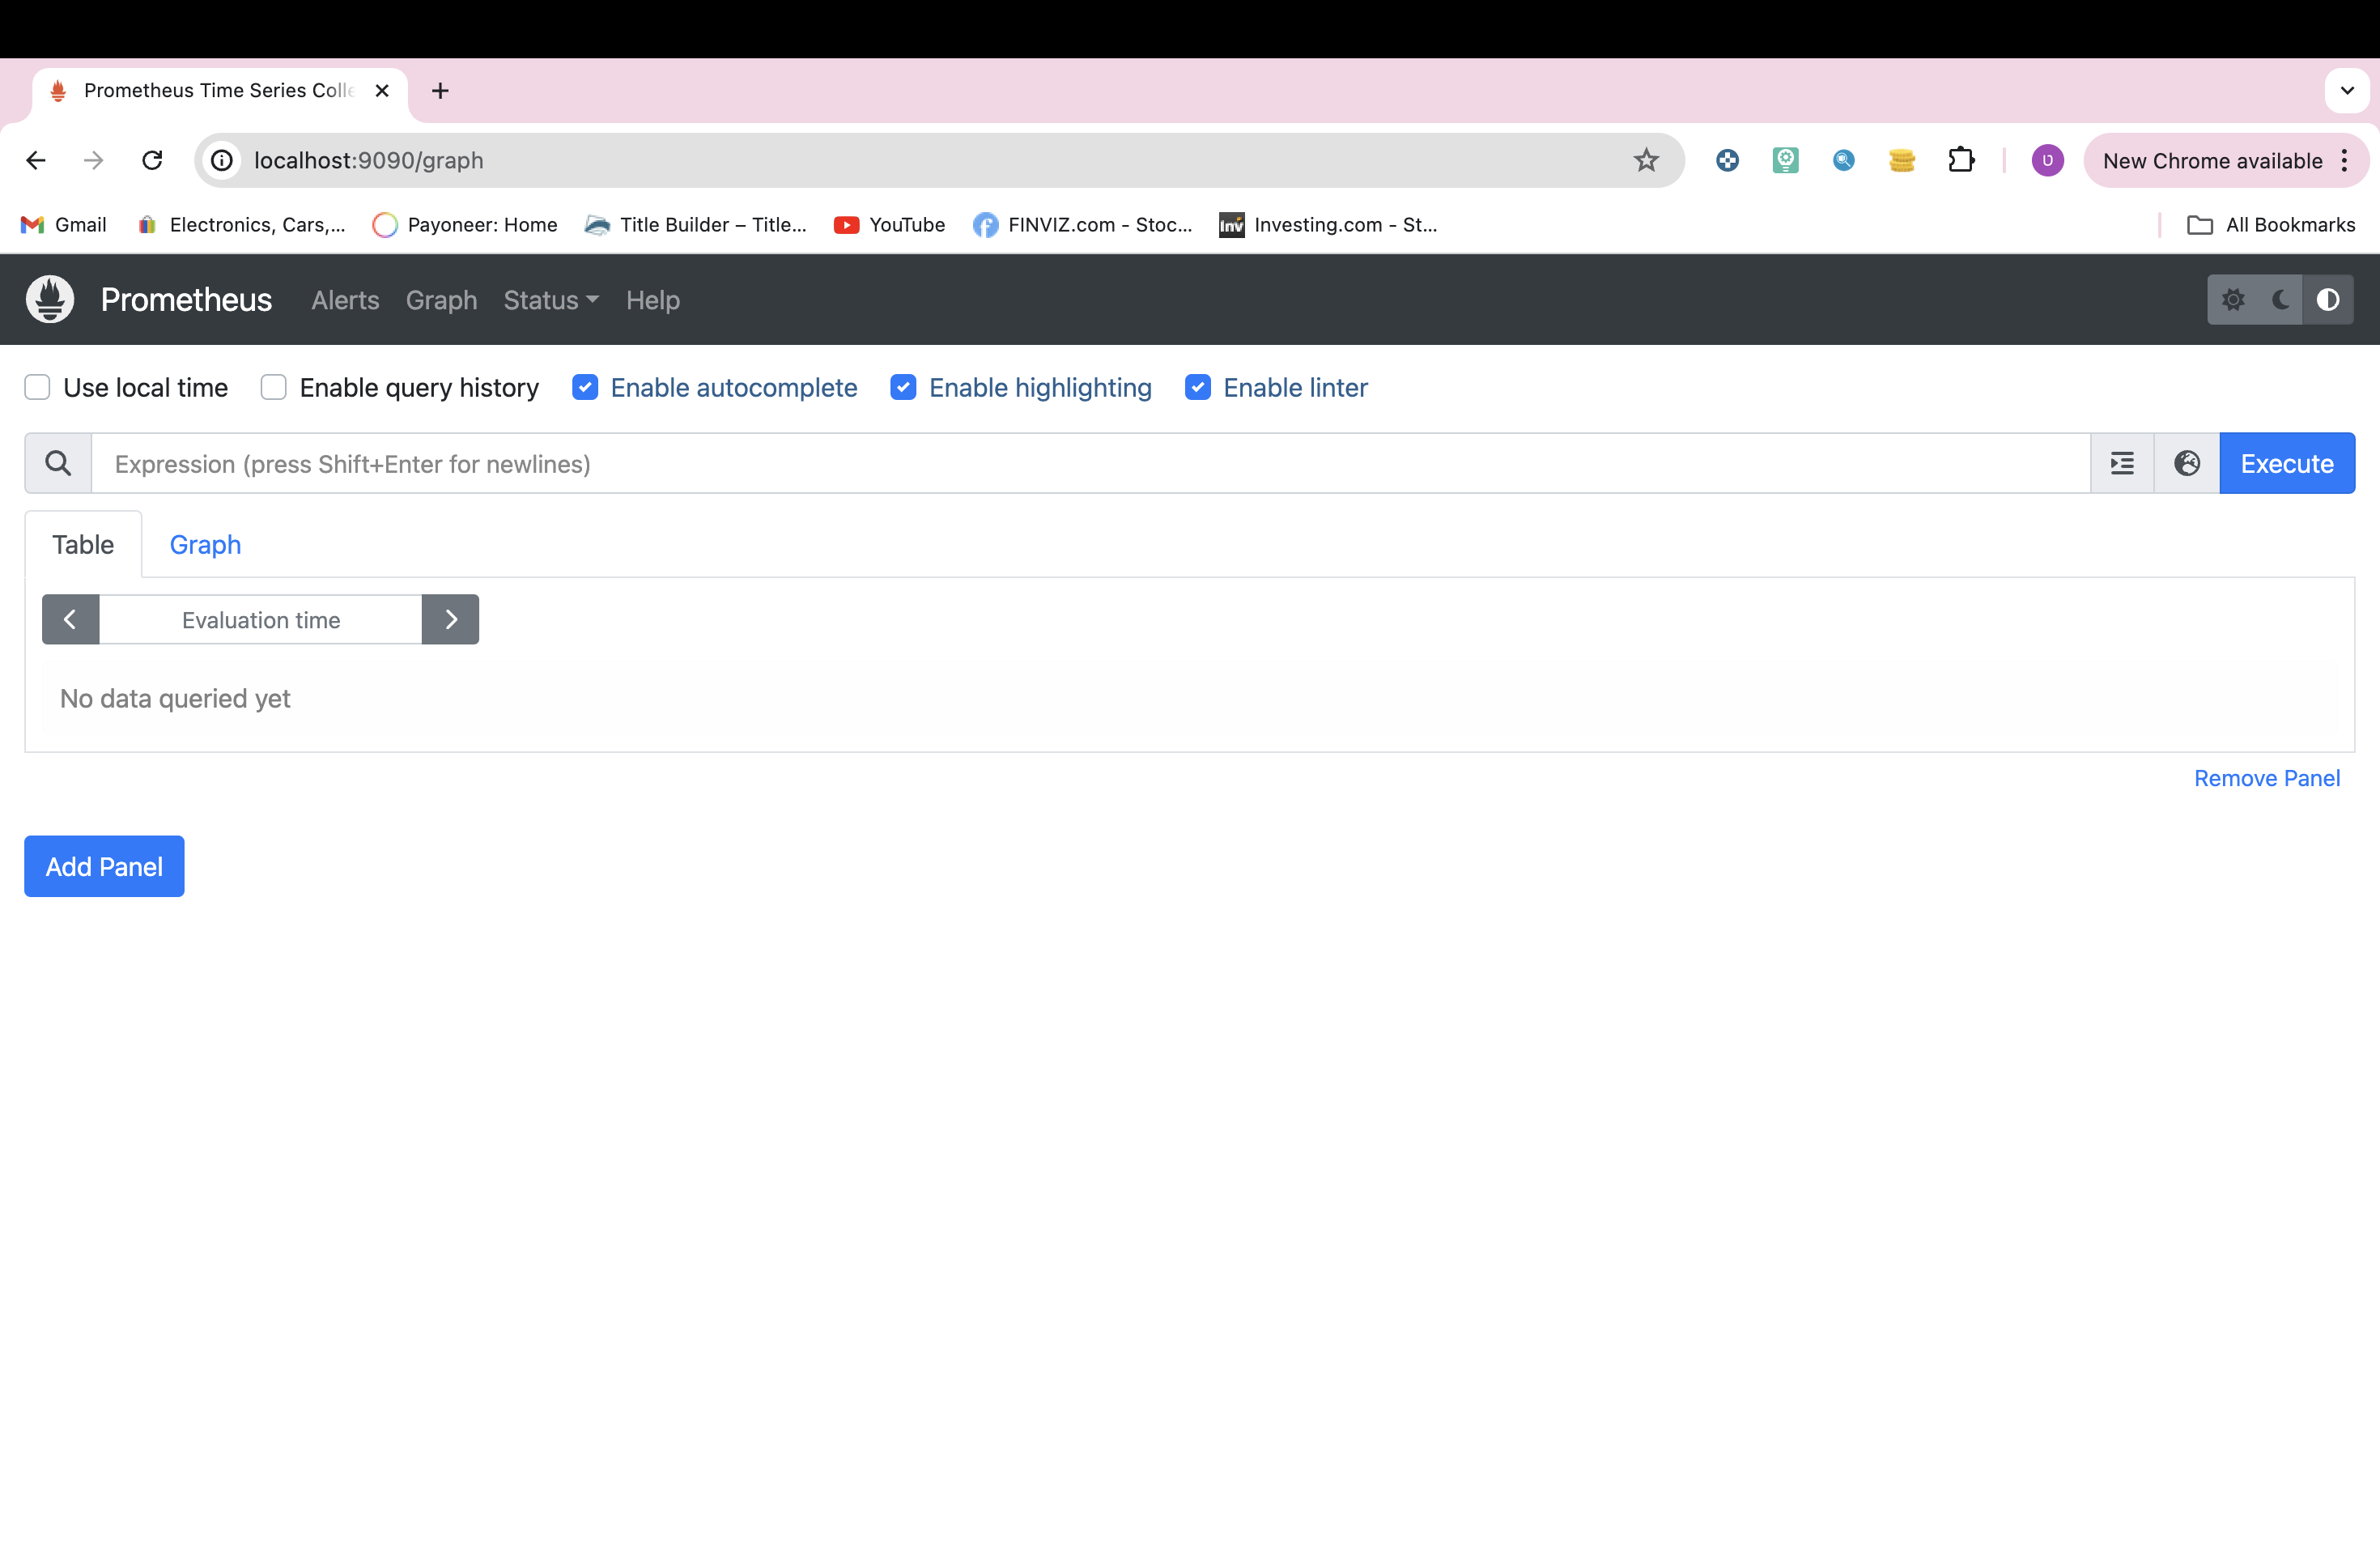 Prometheus Time Series Colle
localhost:9090/graph
New Chrome available
Gmail
Electronics, Cars,...
Payoneer: Home
Title Builder – Title...
YouTube
FINVIZ.com - Stoc...
inv Investing.com - St...
All Bookmarks
Prometheus Alerts Graph Status Help
Use local time Enable query history Enable autocomplete Enable highlighting Enable linter
Expression (press Shift+Enter for newlines) Execute
Table Graph
Evaluation time
No data queried yet
Remove Panel
Add Panel